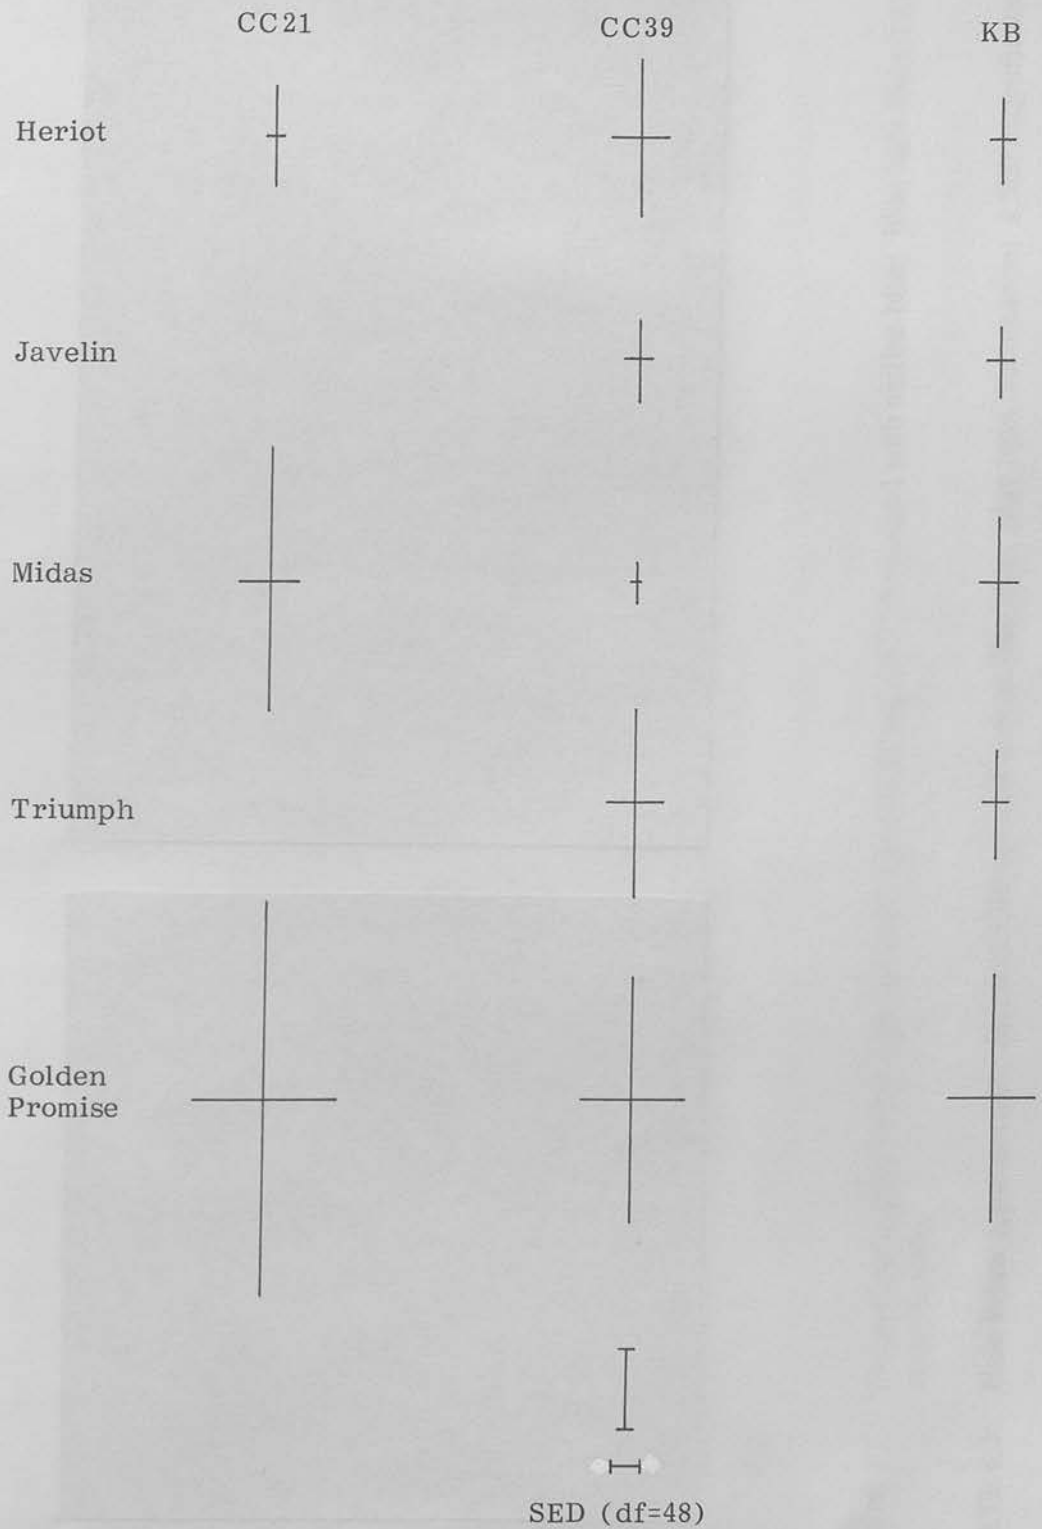 CC21 CC39 KB
Heriot
Javelin
Midas
Triumph
Golden
Promise
SED (df=48)